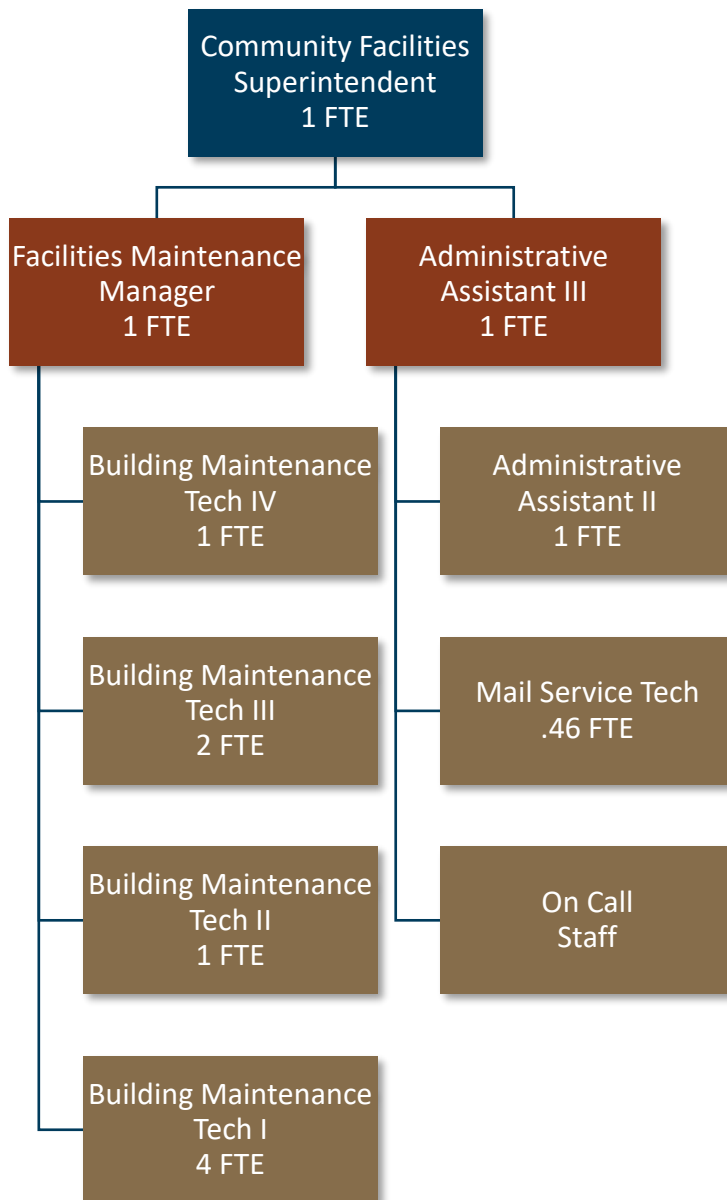 Community Facilities
Superintendent
1 FTE
Facilities Maintenance
Manager
1 FTE
Administrative
Assistant III
1 FTE
Building Maintenance
Tech IV
1 FTE
Administrative
Assistant II
1 FTE
Building Maintenance
Tech III
2 FTE
Mail Service Tech
.46 FTE
Building Maintenance
Tech II
1 FTE
On Call
Staff
Building Maintenance
Tech I
4 FTE